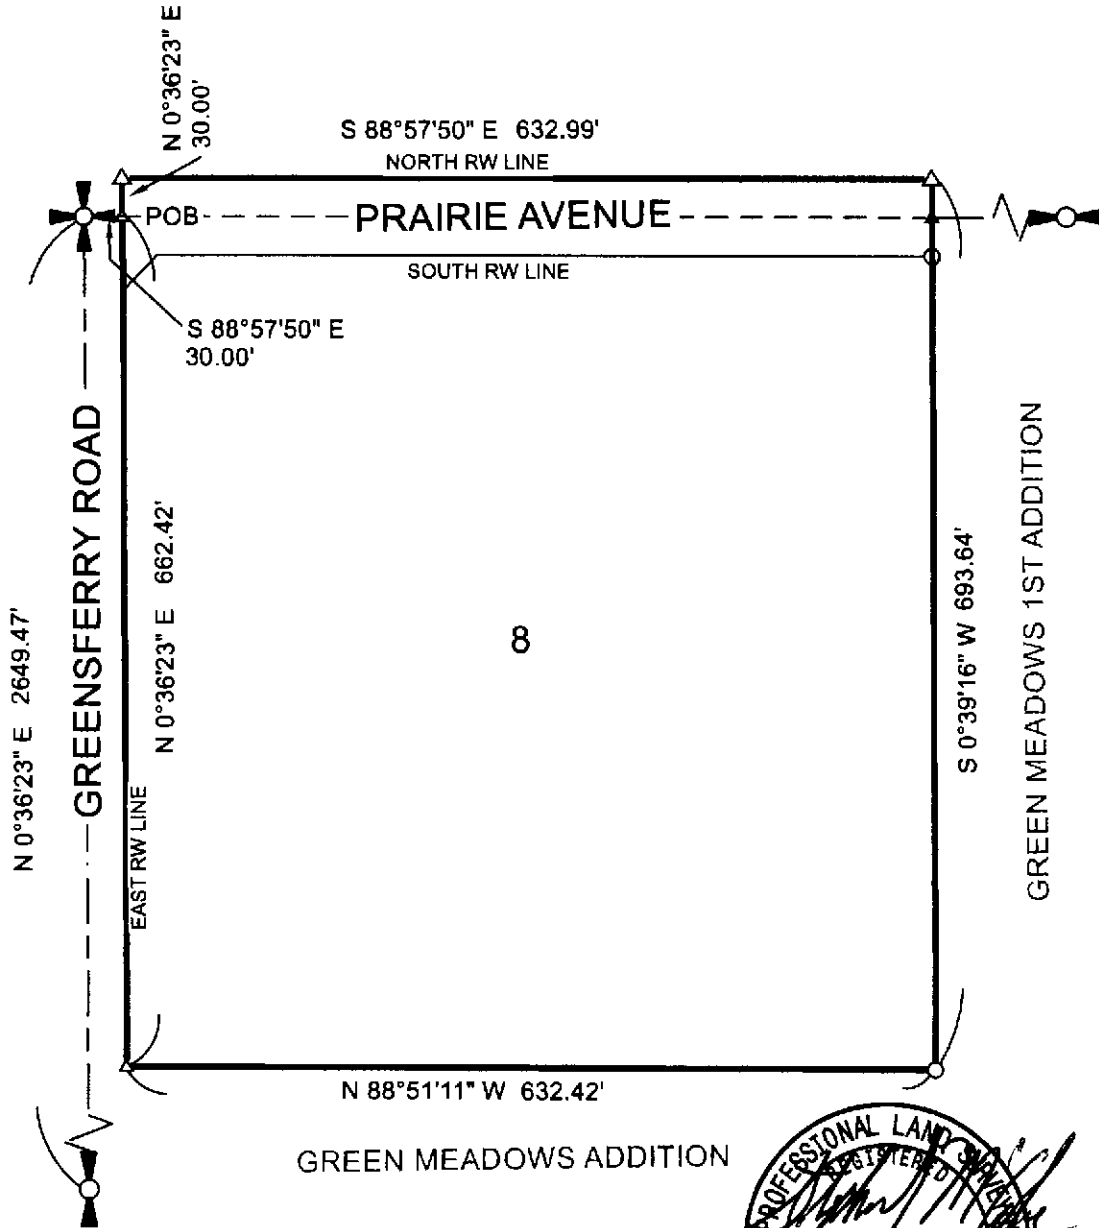 N 0°36'23" E
30.00'
S 88°57'50" E 632.99'
NORTH RW LINE
POB
PRAIRIE AVENUE
SOUTH RW LINE
S 88°57'50" E
30.00'
N 0°36'23" E 2649.47'
GREENSFERRY ROAD
N 0°36'23" E 662.42'
EAST RW LINE
8
S 0°39'16" W 693.64'
GREEN MEADOWS 1ST ADDITION
N 88°51'11" W 632.42'
GREEN MEADOWS ADDITION
PROFESSIONAL LAND
REGISTERED